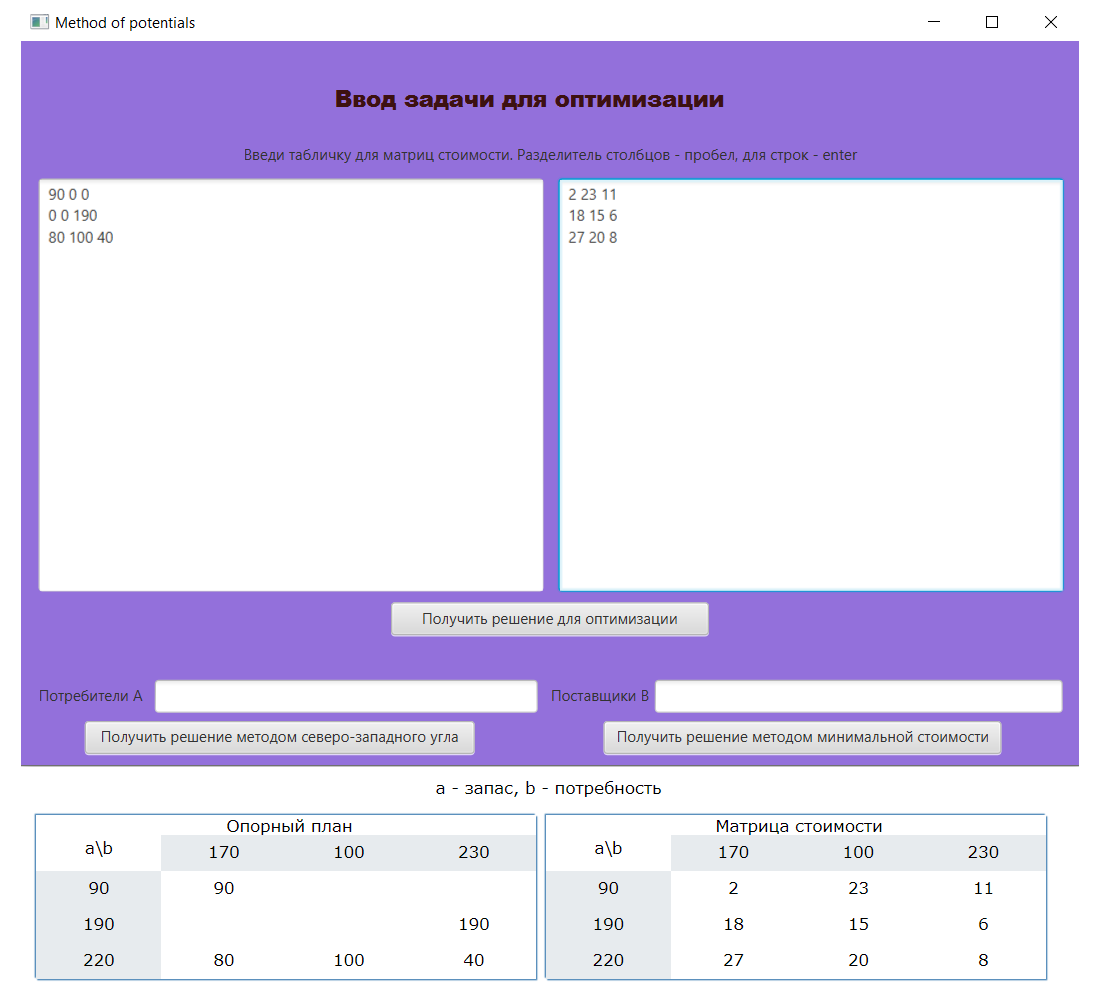 Method of potentials
Ввод задачи для оптимизации
Введи табличку для матриц стоимости. Разделитель столбцов - пробел, для строк - enter
90 0 0
0 0 190
80 100 40
2 23 11
18 15 6
27 20 8
Получить решение для оптимизации
Потребители А
Поставщики В
Получить решение методом северо-западного угла
Получить решение методом минимальной стоимости
a - запас, b - потребность
Опорный план
a\b 170 100 230
90 90
190 190
220 80 100 40
Матрица стоимости
a\b 170 100 230
90 2 23 11
190 18 15 6
220 27 20 8